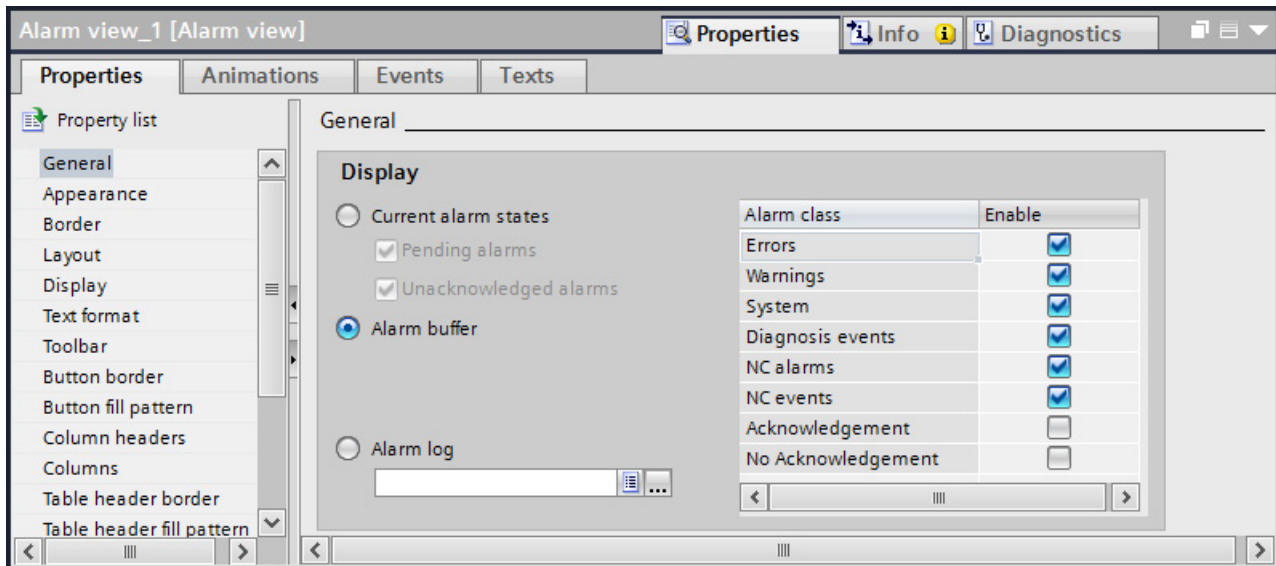 Alarm view_1 [Alarm view]
Properties
Info
Diagnostics
Properties
Animations
Events
Texts
Property list
General
Appearance
Border
Layout
Display
Text format
Toolbar
Button border
Button fill pattern
Column headers
Columns
Table header border
Table header fill pattern
General
Display
Current alarm states
Pending alarms
Unacknowledged alarms
Alarm buffer
Alarm log
...
Alarm class Enable
Errors
Warnings
System
Diagnosis events
NC alarms
NC events
Acknowledgement
No Acknowledgement